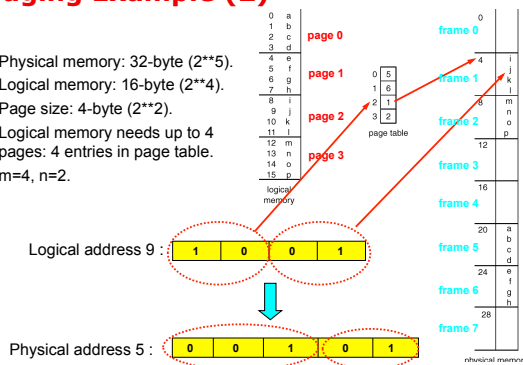 aging Example (2)
Physical memory: 32-byte (2**5).
Logical memory: 16-byte (2**4).
Page size: 4-byte (2**2).
Logical memory needs up to 4
pages: 4 entries in page table.
m=4, n=2.
0 a
1 b
2 c
3 d
4 e
5 f
6 g
7 h
8 i
9 j
10 k
11 l
12 m
13 n
14 o
15 p
logical
memory
page 0
page 1
page 2
page 3
0 5
1 6
2 1
3 2
page table
frame 0
frame 1
frame 2
frame 3
frame 4
frame 5
frame 6
frame 7
0
4 i
j
k
l
8 m
n
o
p
12
16
20 a
b
c
d
24 e
f
g
h
28
physical memor
Logical address 9 : 1 0 0 1
Physical address 5 : 0 0 1 0 1